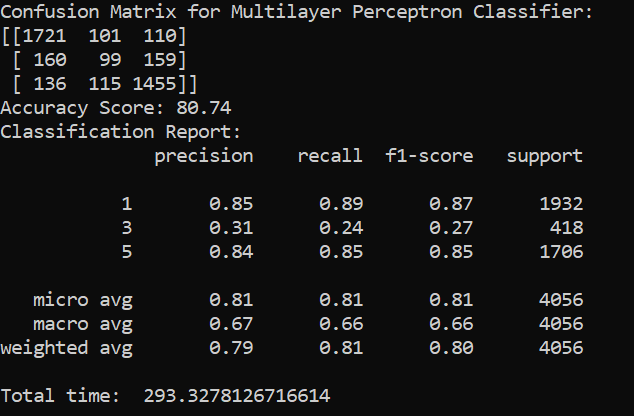 Confusion Matrix for Multilayer Perceptron Classifier:
[[1721  101  110]
 [ 160   99  159]
 [ 136  115 1455]]
Accuracy Score: 80.74
Classification Report:
              precision    recall  f1-score   support

           1       0.85      0.89      0.87      1932
           3       0.31      0.24      0.27       418
           5       0.84      0.85      0.85      1706

   micro avg       0.81      0.81      0.81      4056
   macro avg       0.67      0.66      0.66      4056
weighted avg       0.79      0.81      0.80      4056

Total time:  293.3278126716614